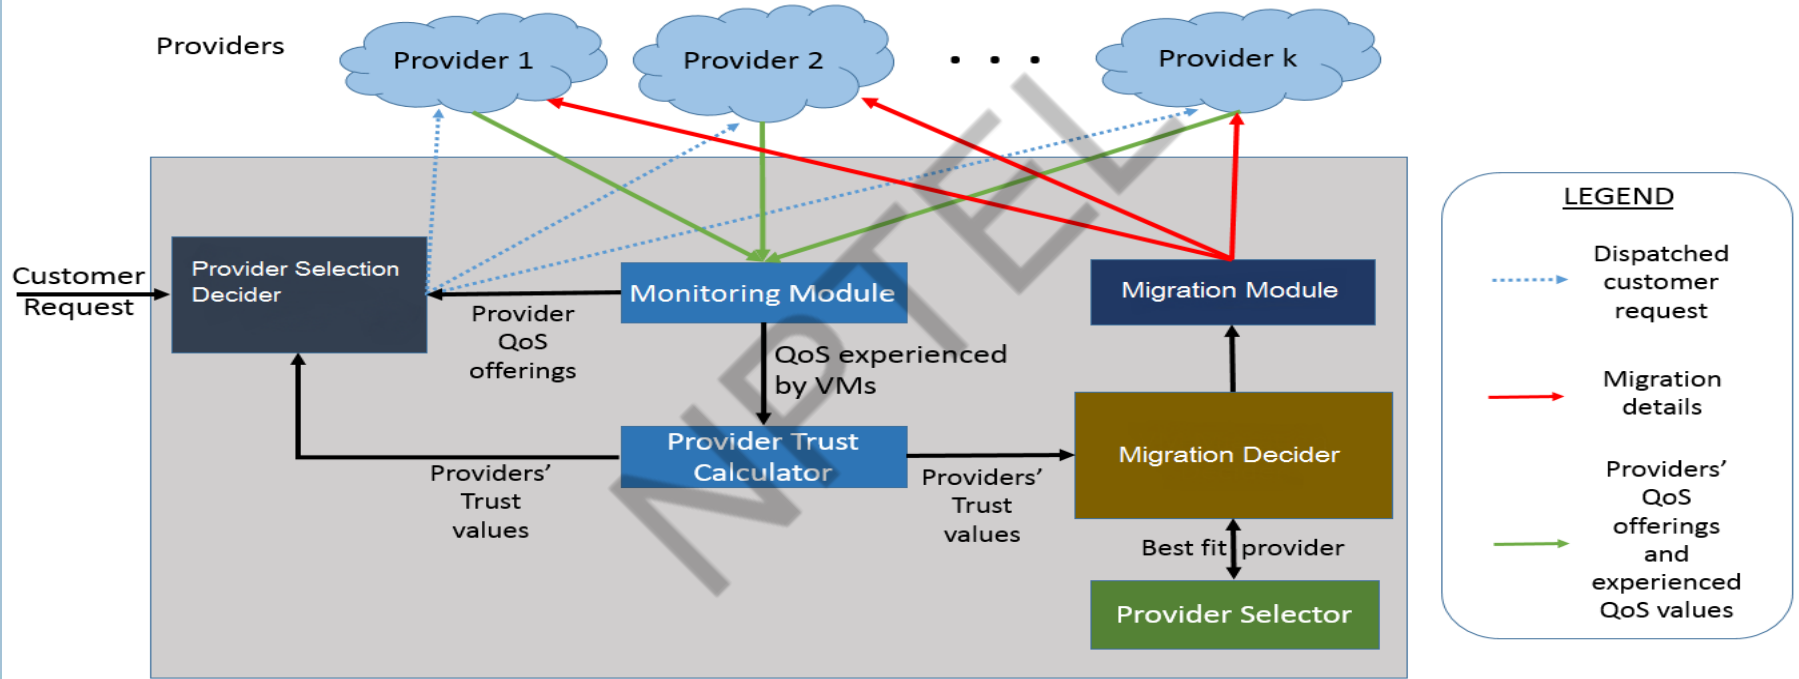 Providers
Provider 1
Provider 2
. . .
Provider k
Customer
Request
Provider Selection
Decider
Monitoring Module
Migration Module
Provider
QoS
offerings
QoS experienced
by VMs
Provider Trust
Calculator
Migration Decider
Providers’
Trust
values
Providers’
Trust
values
Best fit provider
Provider Selector
LEGEND
Dispatched
customer
request
Migration
details
Providers’
QoS
offerings
and
experienced
QoS values
NPTEL